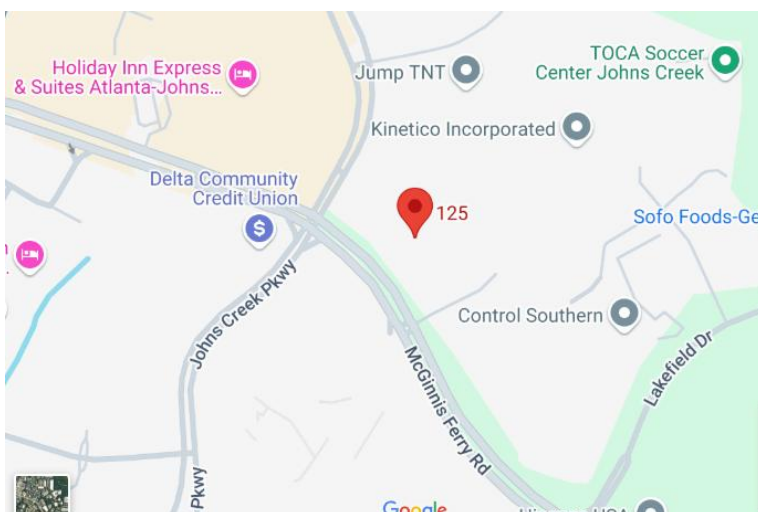 Holiday Inn Express
& Suites Atlanta-Johns...
Jump TNT
TOCA Soccer
Center Johns Creek
Kinetico Incorporated
Delta Community
Credit Union
$
125
Sofo Foods-Ge
Johns Creek Pkwy
Control Southern
McGinnis Ferry Rd
Lakefield Dr
Pkwy
Google